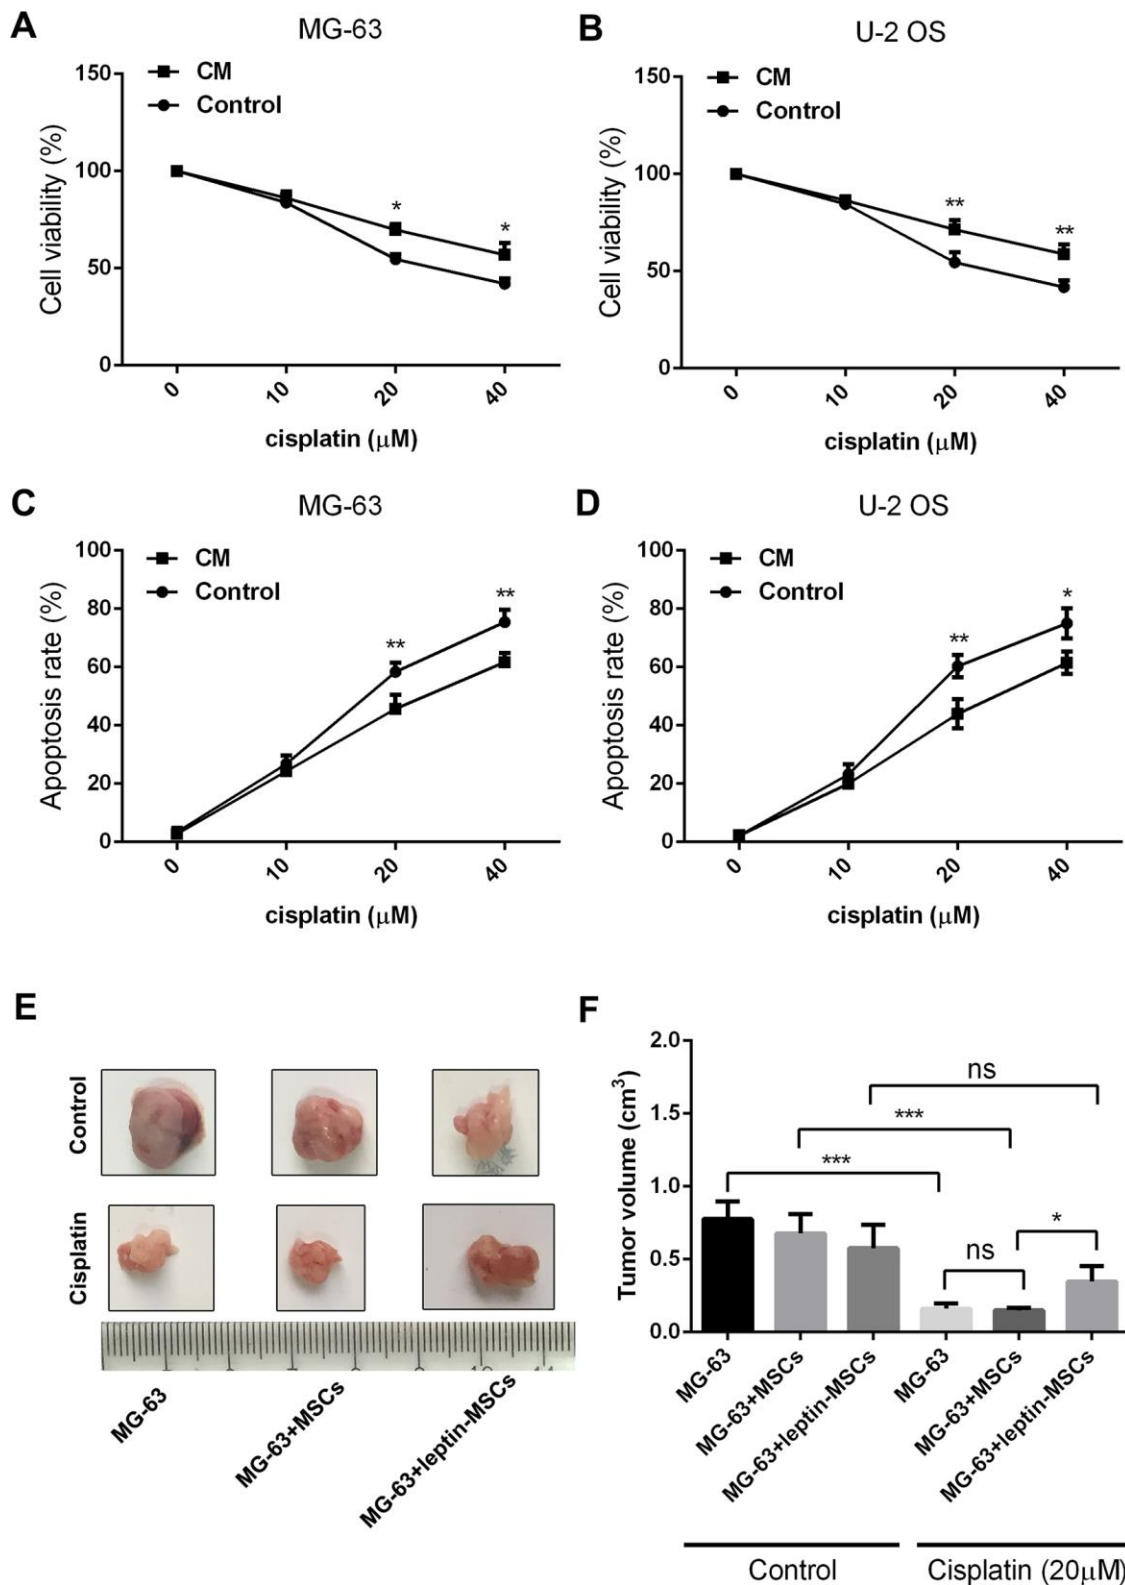 A
MG-63
CM
Control
Cell viability (%)
150
100
50
0
*
*
0
10
20
40
cisplatin (μM)
B
U-2 OS
CM
Control
Cell viability (%)
150
100
50
0
**
**
0
10
20
40
cisplatin (μM)
C
MG-63
CM
Control
Apoptosis rate (%)
100
80
60
40
20
0
**
**
0
10
20
40
cisplatin (μM)
D
U-2 OS
CM
Control
Apoptosis rate (%)
100
80
60
40
20
0
**
*
0
10
20
40
cisplatin (μM)
E
Control
Cisplatin
MG-63
MG-63+MSCs
MG-63+leptin-MSCs
F
Tumor volume (cm³)
2.0
1.5
1.0
0.5
0.0
ns
***
***
*
ns
MG-63
MG-63+MSCs
MG-63+leptin-MSCs
MG-63
MG-63+MSCs
MG-63+leptin-MSCs
Control
Cisplatin (20μM)